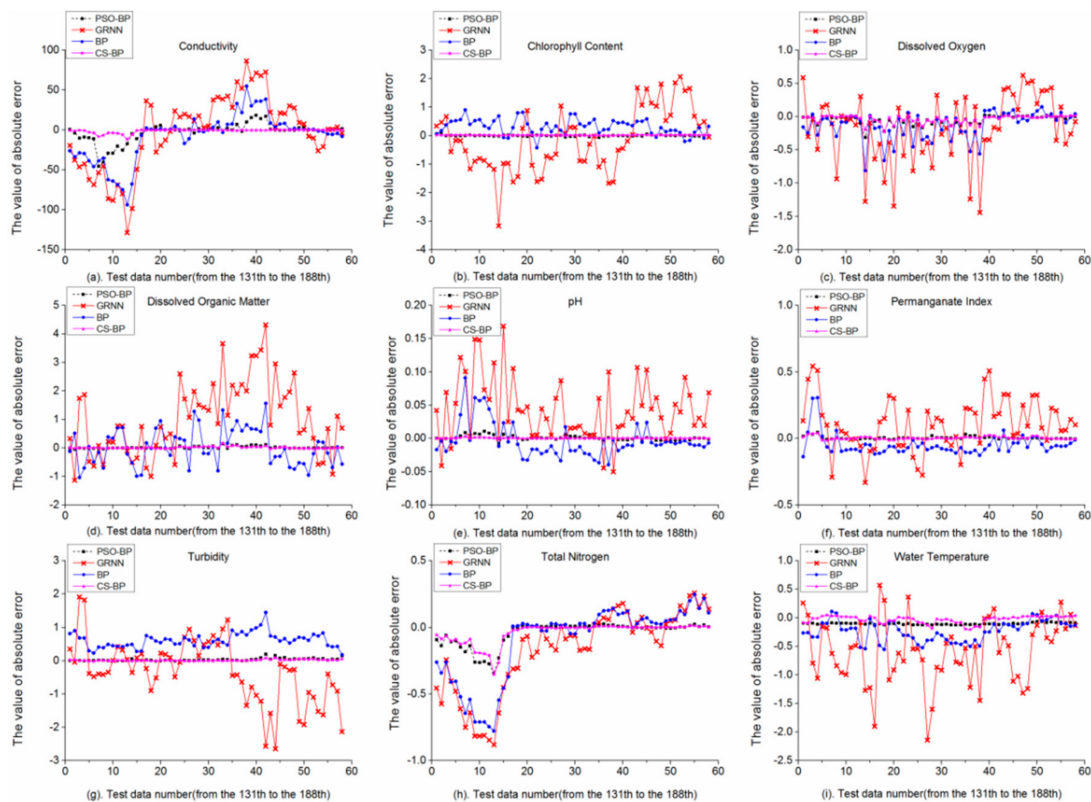 PSO-BP
GRNN
BP
CS-BP
Conductivity
The value of absolute error
100
50
0
-50
-100
-150
0 10 20 30 40 50 60
(a). Test data number(from the 131th to the 188th)
PSO-BP
GRNN
BP
CS-BP
Chlorophyll Content
The value of absolute error
4
3
2
1
0
-1
-2
-3
-4
0 10 20 30 40 50 60
(b). Test data number(from the 131th to the 188th)
PSO-BP
GRNN
BP
CS-BP
Dissolved Oxygen
The value of absolute error
1.0
0.5
0.0
-0.5
-1.0
-1.5
-2.0
0 10 20 30 40 50 60
(c). Test data number(from the 131th to the 188th)
PSO-BP
GRNN
BP
CS-BP
Dissolved Organic Matter
The value of absolute error
5
4
3
2
1
0
-1
-2
0 10 20 30 40 50 60
(d). Test data number(from the 131th to the 188th)
PSO-BP
GRNN
BP
CS-BP
pH
The value of absolute error
0.20
0.15
0.10
0.05
0.00
-0.05
-0.10
0 10 20 30 40 50 60
(e). Test data number(from the 131th to the 188th)
PSO-BP
GRNN
BP
CS-BP
Permanganate Index
The value of absolute error
1.0
0.5
0.0
-0.5
0 10 20 30 40 50 60
(f). Test data number(from the 131th to the 188th)
PSO-BP
GRNN
BP
CS-BP
Turbidity
The value of absolute error
3
2
1
0
-1
-2
-3
0 10 20 30 40 50 60
(g). Test data number(from the 131th to the 188th)
PSO-BP
GRNN
BP
CS-BP
Total Nitrogen
The value of absolute error
0.5
0.0
-0.5
-1.0
0 10 20 30 40 50 60
(h). Test data number(from the 131th to the 188th)
PSO-BP
GRNN
BP
CS-BP
Water Temperature
The value of absolute error
1.0
0.5
0.0
-0.5
-1.0
-1.5
-2.0
-2.5
0 10 20 30 40 50 60
(i). Test data number(from the 131th to the 188th)